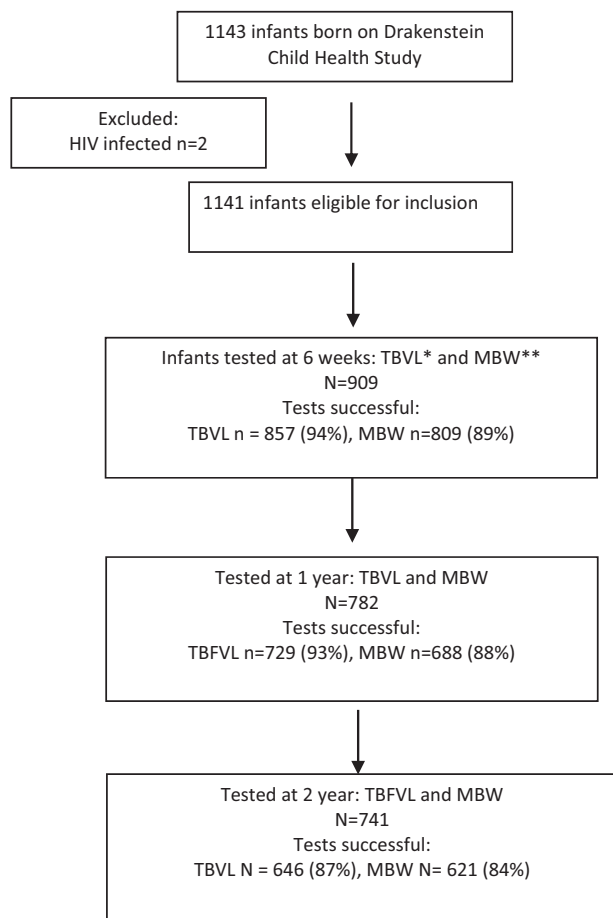 1143 infants born on Drakenstein
Child Health Study
Excluded:
HIV infected n=2
1141 infants eligible for inclusion
Infants tested at 6 weeks: TBVL* and MBW**
N=909
Tests successful:
TBVL n = 857 (94%), MBW n=809 (89%)
Tested at 1 year: TBVL and MBW
N=782
Tests successful:
TBFVL n=729 (93%), MBW n=688 (88%)
Tested at 2 year: TBFVL and MBW
N=741
Tests successful:
TBVL N = 646 (87%), MBW N= 621 (84%)